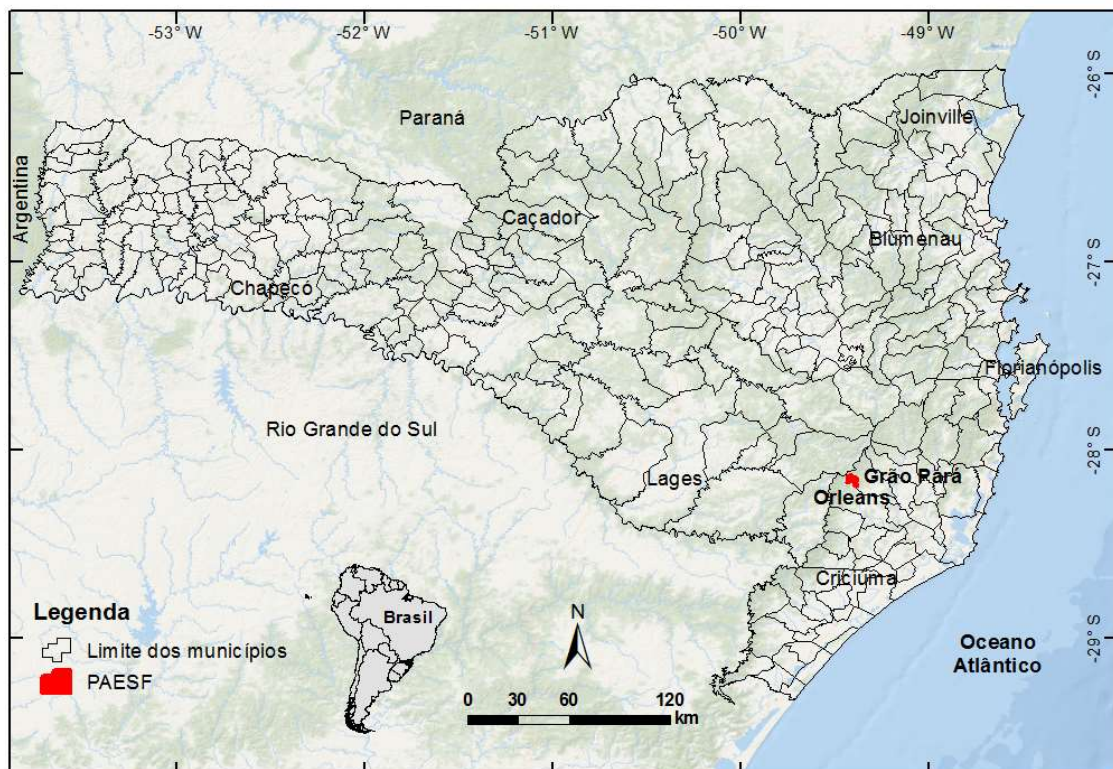 -53° W
-52° W
-51° W
-50° W
-49° W
-26° S
Paraná
Joinville
Argentina
Caçador
Blumenau
-27° S
Chapecó
Florianópolis
Rio Grande do Sul
-28° S
Lages
Grão Pará
Orleans
Criciuma
Legenda
Brasil
N
Limite dos municípios
Oceano
Atlântico
-29° S
PAESF
0 30 60 120
km